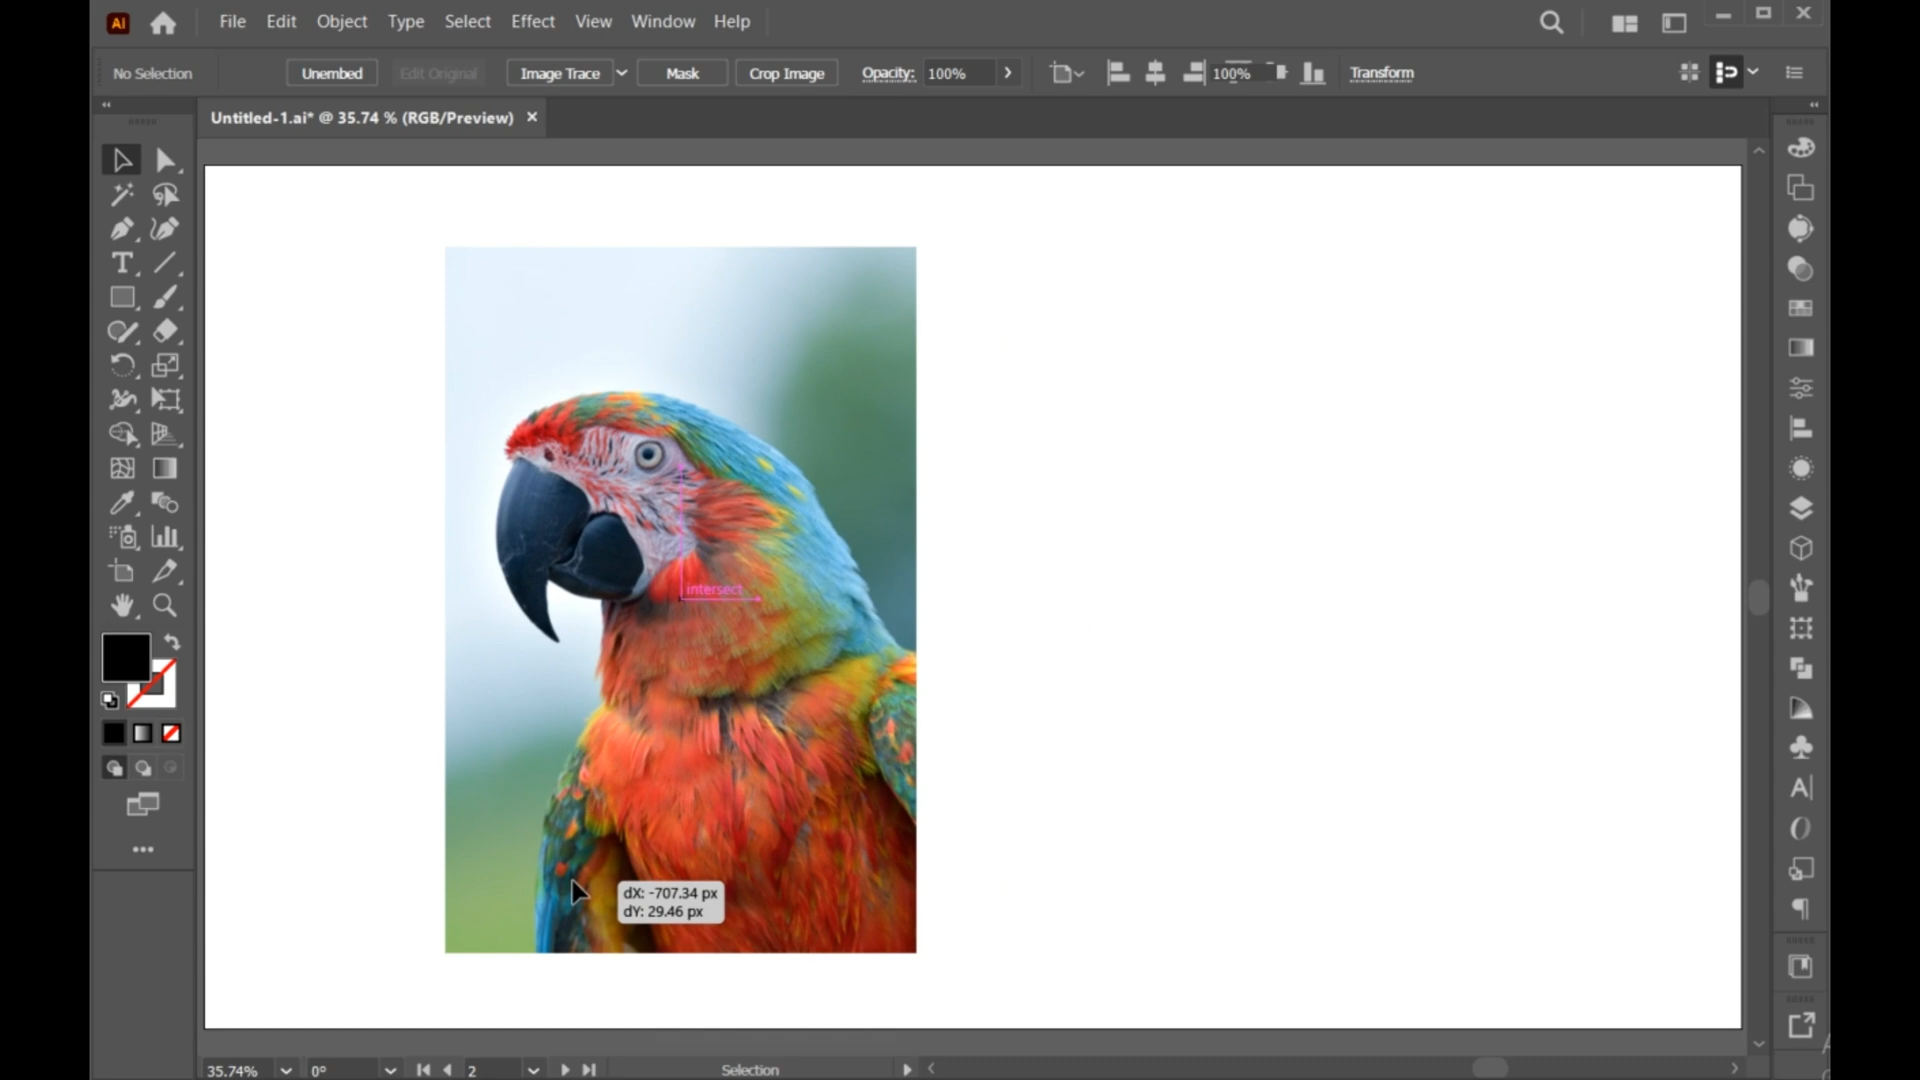 Ai
File Edit Object Type Select Effect View Window Help
No Selection Unembed Edit Original Image Trace Mask Crop Image Opacity: 100% 100% Transform
Untitled-1.ai* @ 35.74 % (RGB/Preview)
intersect
dX: -707.34 px
dY: 29.46 px
35.74% 0° 2 Selection